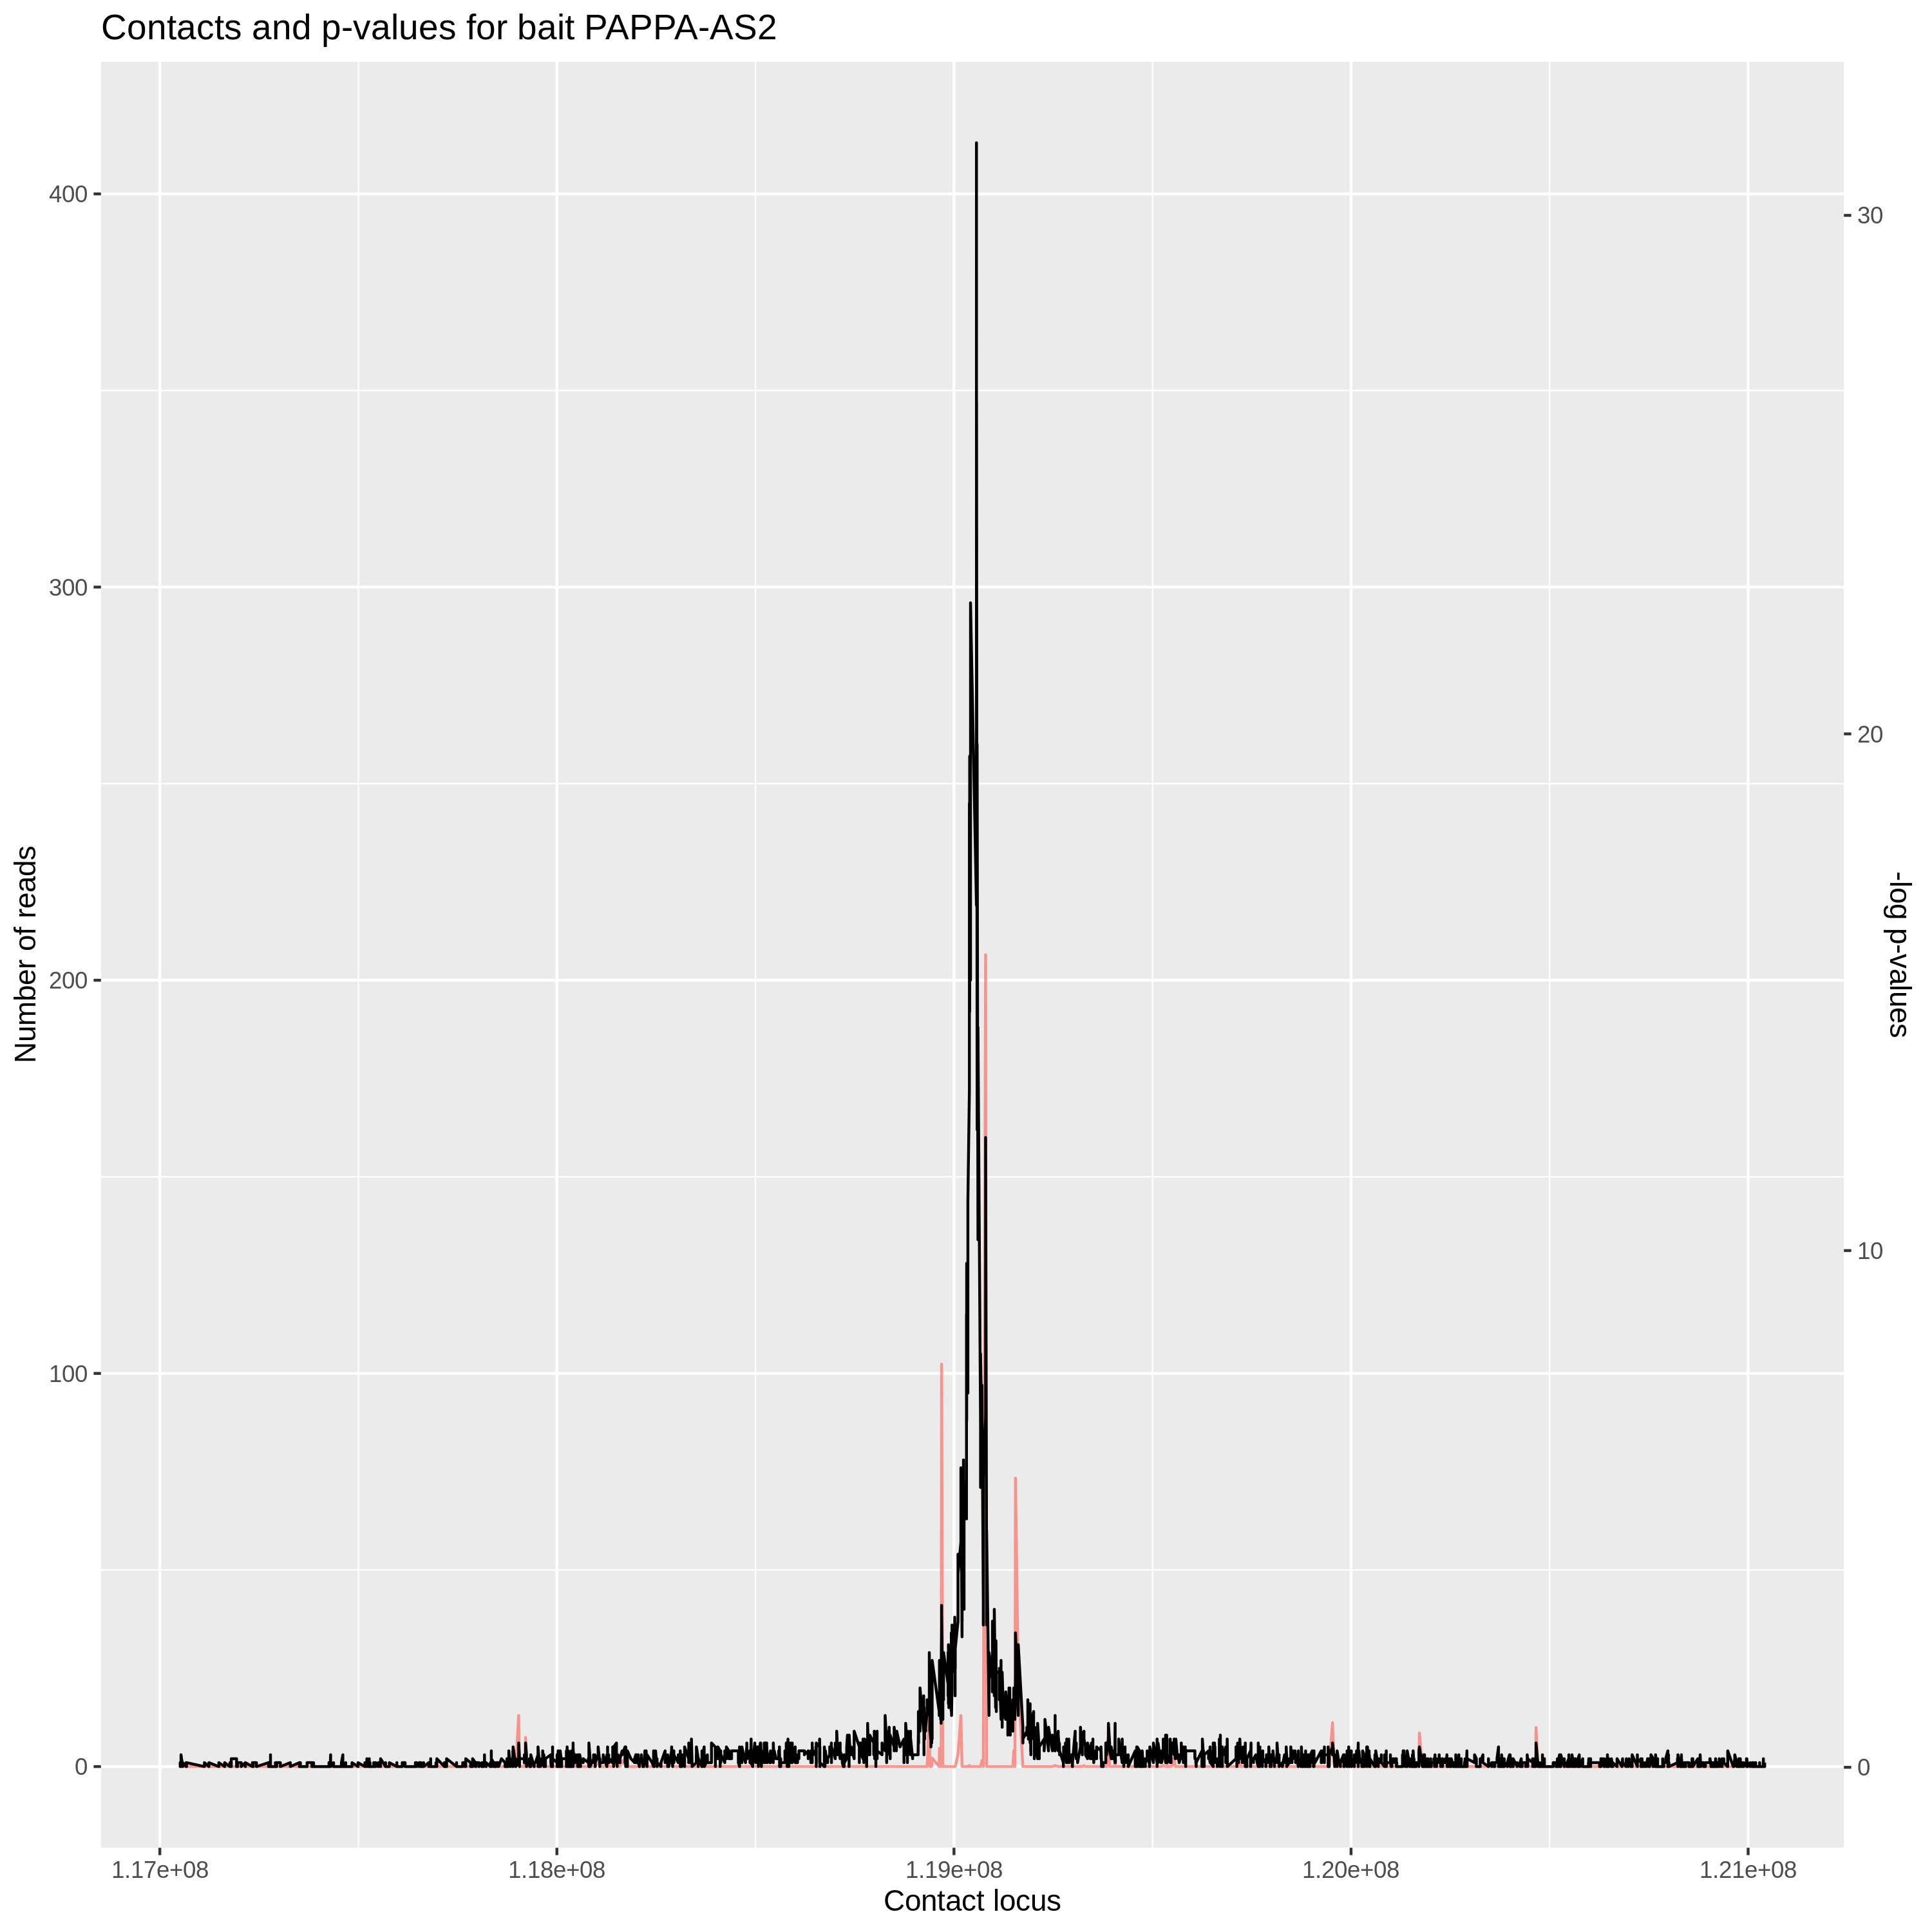 Contacts and p-values for bait PAPPA-AS2
400
300
200
100
0
30
20
10
0
Number of reads
-log p-values
1.17e+08 1.18e+08 1.19e+08 1.20e+08 1.21e+08
Contact locus